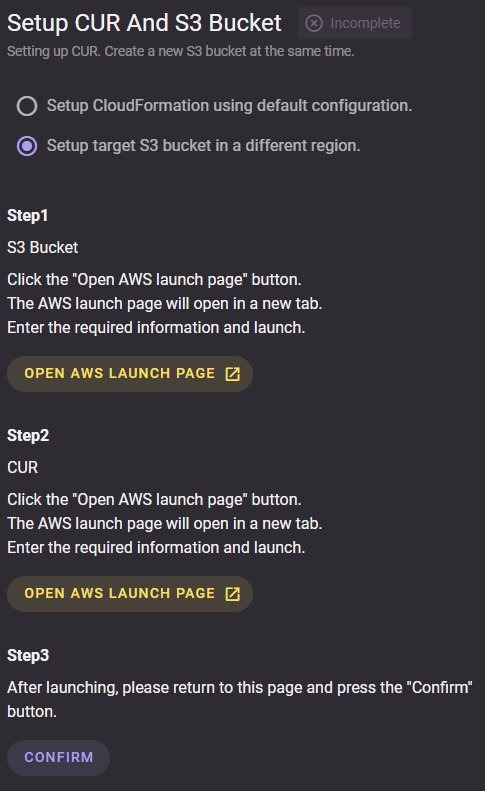 Setup CUR And S3 Bucket
Incomplete
Setting up CUR. Create a new S3 bucket at the same time.
Setup CloudFormation using default configuration.
Setup target S3 bucket in a different region.
Step1
S3 Bucket
Click the "Open AWS launch page" button.
The AWS launch page will open in a new tab.
Enter the required information and launch.
OPEN AWS LAUNCH PAGE
Step2
CUR
Click the "Open AWS launch page" button.
The AWS launch page will open in a new tab.
Enter the required information and launch.
OPEN AWS LAUNCH PAGE
Step3
After launching, please return to this page and press the "Confirm"
button.
CONFIRM